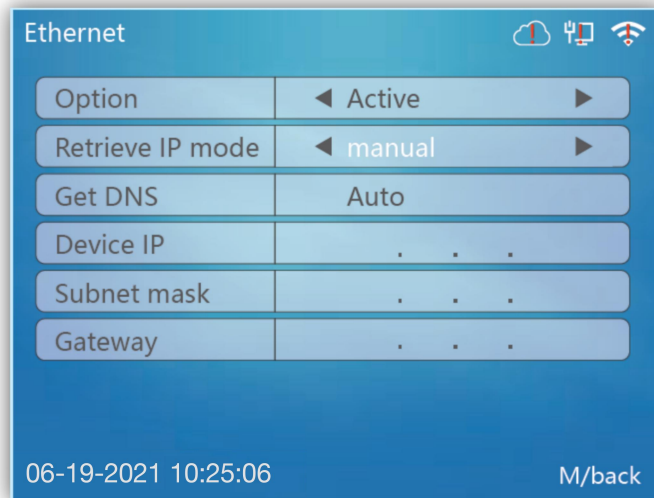 Ethernet
Option ◀ Active ▶
Retrieve IP mode ◀ manual ▶
Get DNS Auto
Device IP . . .
Subnet mask . . .
Gateway . . .
06-19-2021 10:25:06 M/back